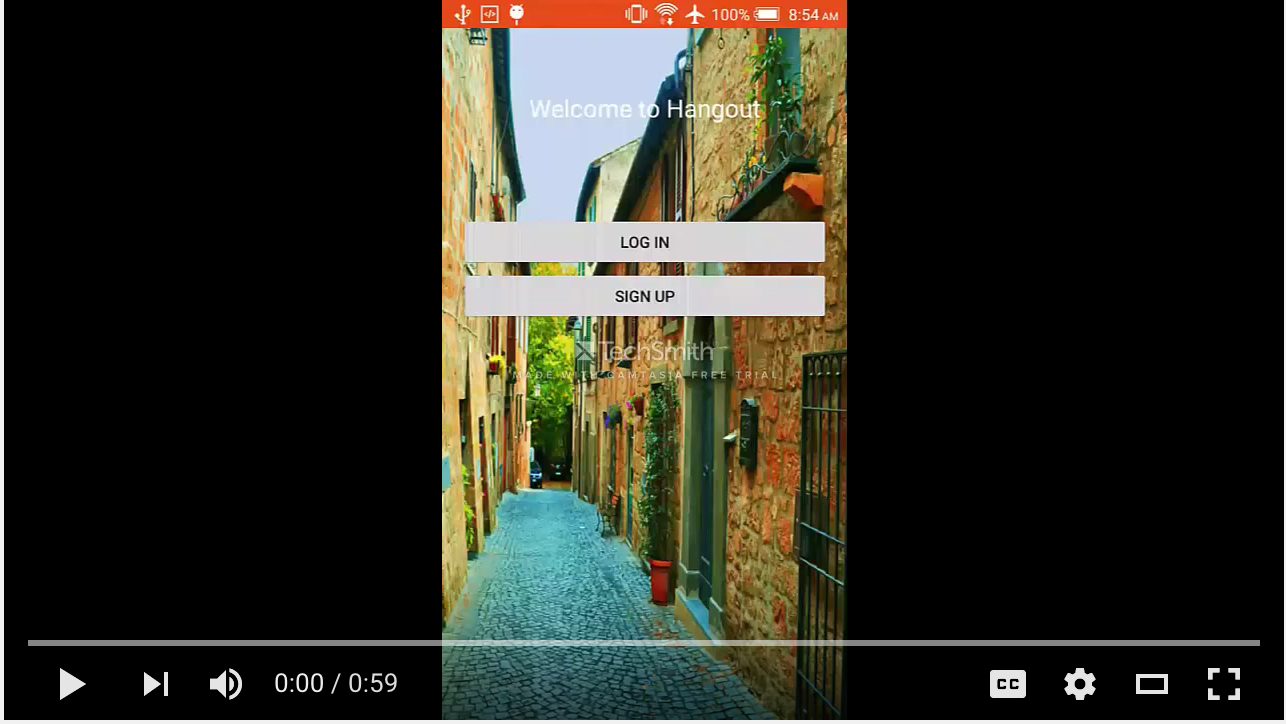 100% 8:54 AM
Welcome to Hangout
LOG IN
SIGN UP
TechSmith
MADE WITH CAMTASIA FREE TRIAL
0:00 / 0:59
CC